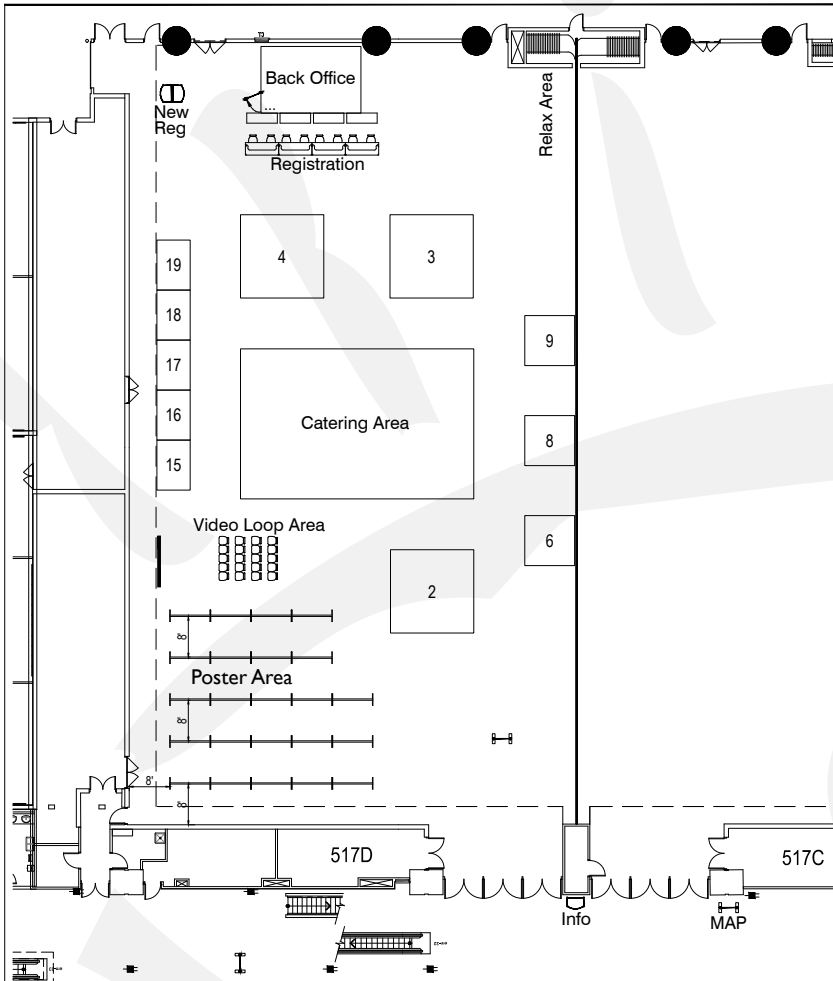 Back Office
New
Reg
Registration
Relax Area
4
3
19
18
17
16
15
9
8
6
Catering Area
Video Loop Area
2
8'
Poster Area
8'
8'
8'
517D
517C
Info
MAP